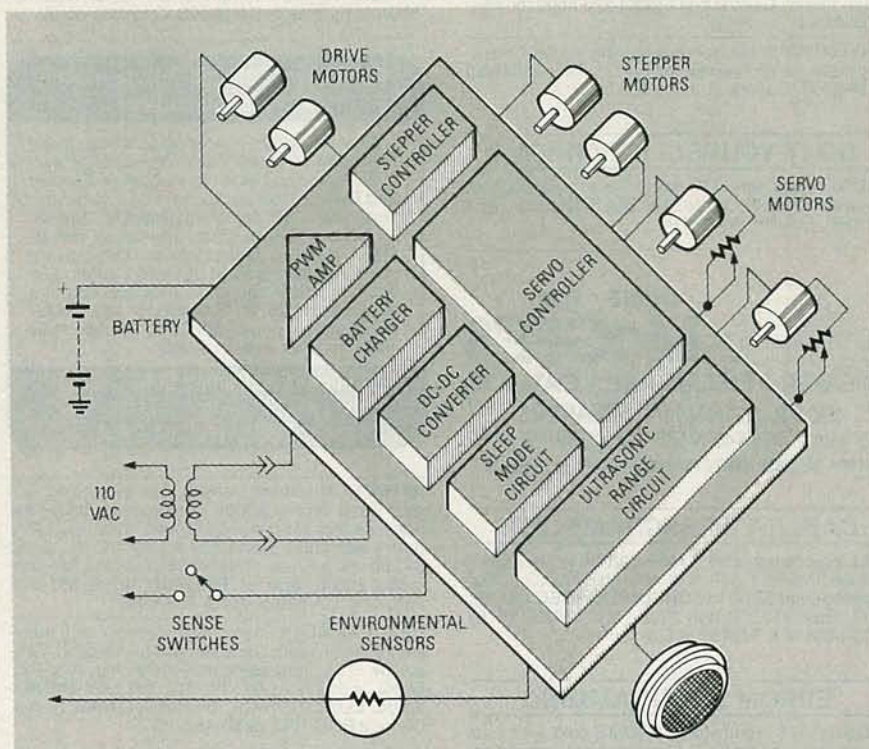 DRIVE
MOTORS
STEPPER
MOTORS
SERVO
MOTORS
STEPPER
CONTROLLER
PWM
AMP
SERVO
CONTROLLER
BATTERY
CHARGER
DC-DC
CONVERTER
SLEEP
MODE
CIRCUIT
ULTRASONIC
RANGE
CIRCUIT
+
BATTERY
110
VAC
SENSE
SWITCHES
ENVIRONMENTAL
SENSORS